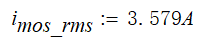 i_mos_rms := 3.579A